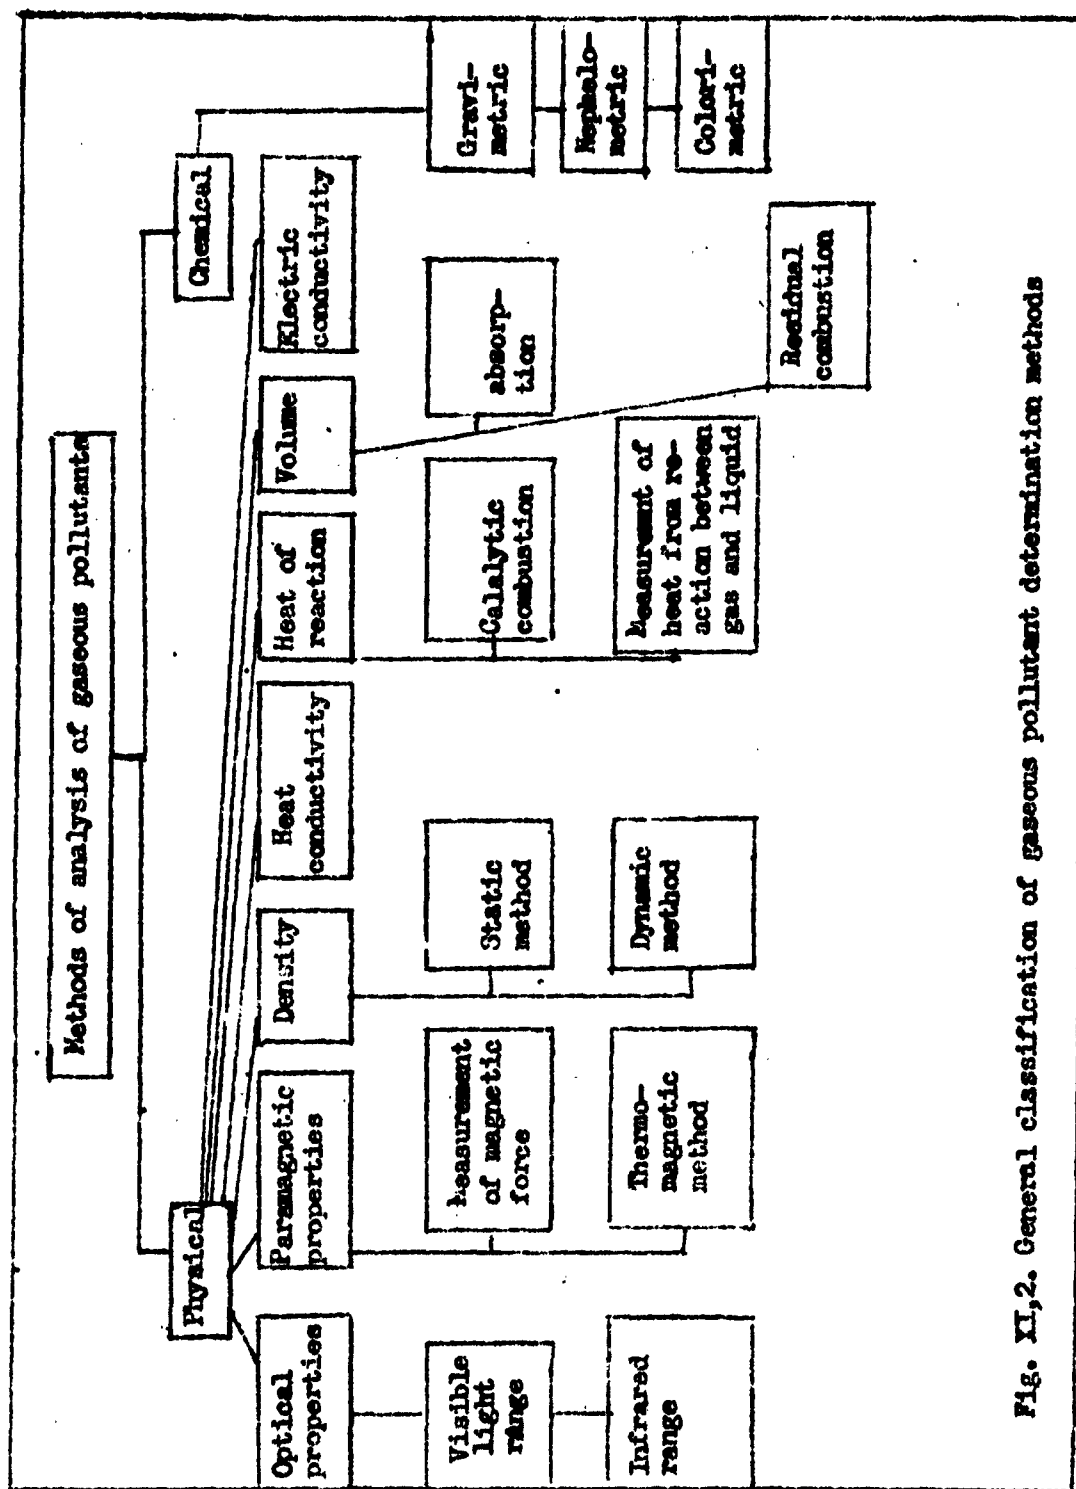 Methods of analysis of gaseous pollutants
Physical
Chemical
Optical
properties
Paramagnetic
properties
Density
Heat
conductivity
Heat of
reaction
Volume
Electric
conductivity
Visible
light
range
Measurement
of magnetic
force
Static
method
Calalytic
combustion
absorp-
tion
Gravi-
metric
Nephelo-
metric
Colori-
metric
Infrared
range
Thermo-
magnetic
method
Dynamic
method
Measurement of
heat from re-
action between
gas and liquid
Residual
combustion
Fig. XI,2. General classification of gaseous pollutant determination methods